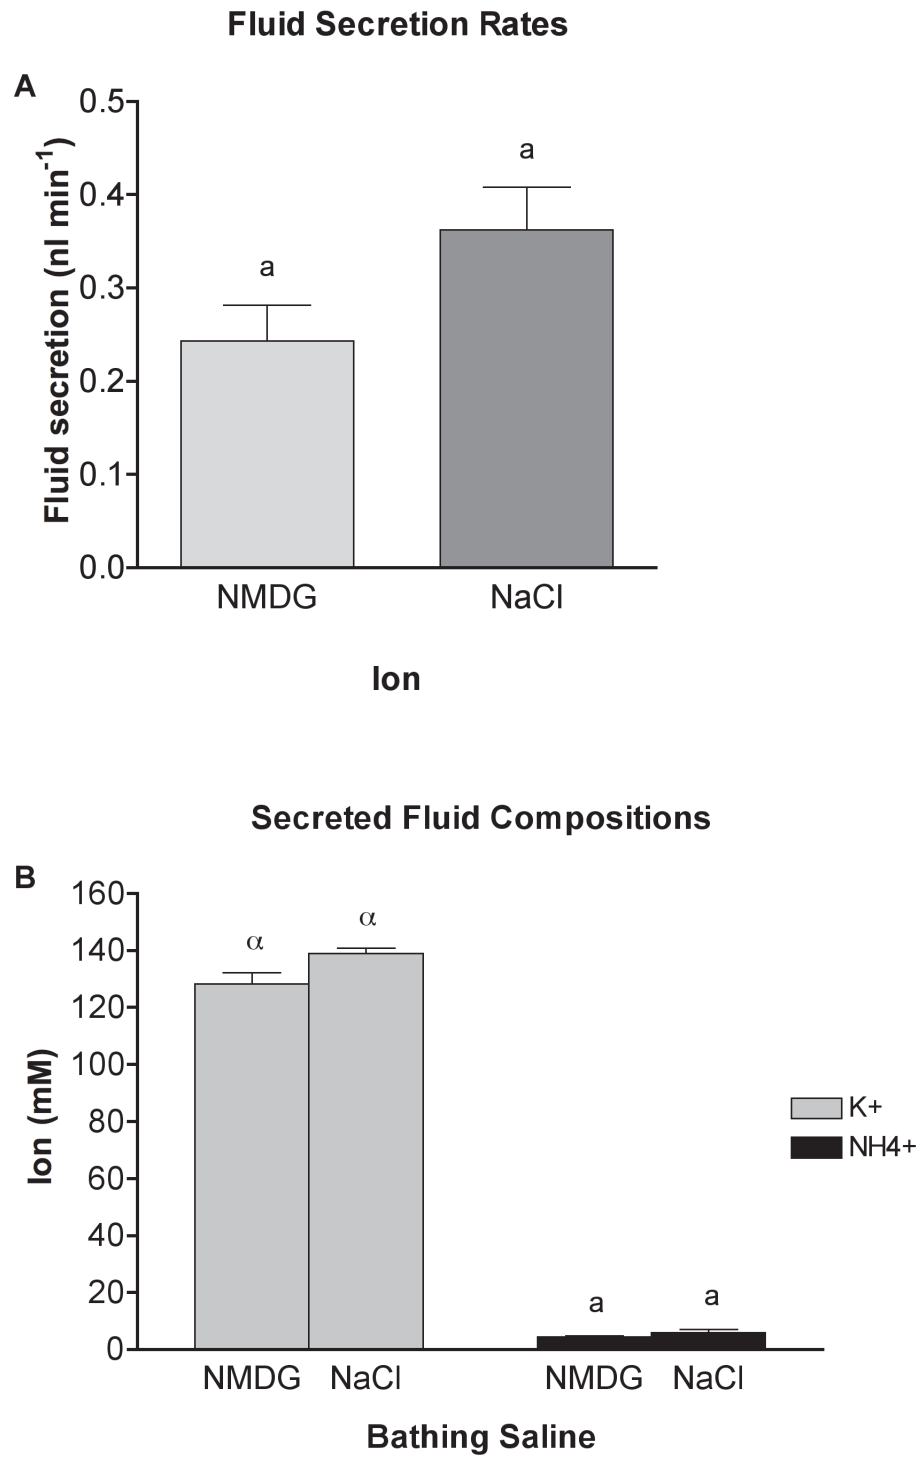 Fluid Secretion Rates
A
Fluid secretion (nl min-1)
0.5
0.4
0.3
0.2
0.1
0.0
a
a
NMDG NaCl
Ion
Secreted Fluid Compositions
B
Ion (mM)
160
140
120
100
80
60
40
20
0
α α
a a
K+
NH4+
NMDG NaCl NMDG NaCl
Bathing Saline